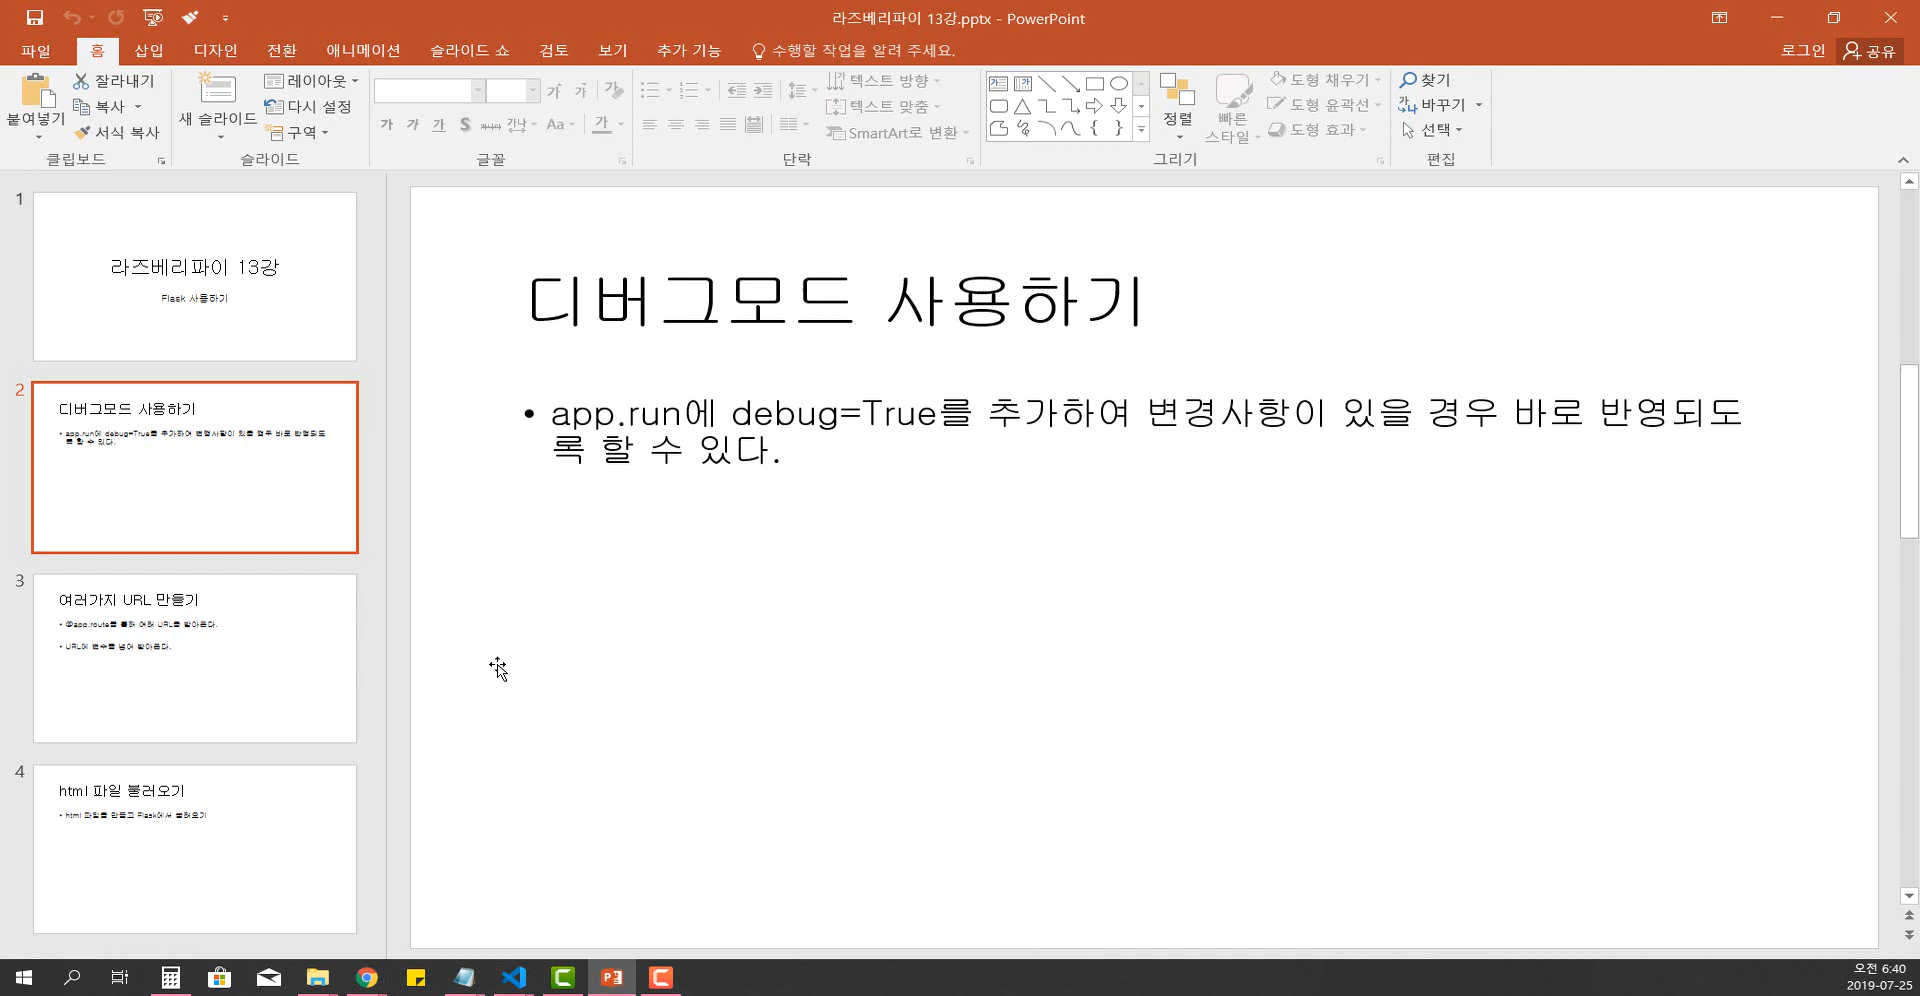 라즈베리파이 13강.pptx - PowerPoint
파일 홈 삽입 디자인 전환 애니메이션 슬라이드 쇼 검토 보기 추가 기능 수행할 작업을 알려 주세요. 로그인 공유
붙여넣기
잘라내기
복사
서식 복사
클립보드
새 슬라이드
레이아웃
다시 설정
구역
슬라이드
가 가 가 S 가나다 간낫 Aa 가
글꼴
텍스트 방향
텍스트 맞춤
SmartArt로 변환
단락
정렬
빠른
스타일
도형 채우기
도형 윤곽선
도형 효과
그리기
찾기
바꾸기
선택
편집
1
라즈베리파이 13강
Flask 사용하기
2
디버그모드 사용하기
• app.run에 debug=True를 추가하여 변경사항이 있을 경우 바로 반영되도
록 할 수 있다.
3
여러가지 URL 만들기
• @app.route를 통해 여러 URL을 받아온다.
• URL에 변수를 넣어 받아온다.
4
html 파일 불러오기
• html 파일을 만들고 Flask에서 불러오기
디버그모드 사용하기
• app.run에 debug=True를 추가하여 변경사항이 있을 경우 바로 반영되도
록 할 수 있다.
오전 6:40
2019-07-25